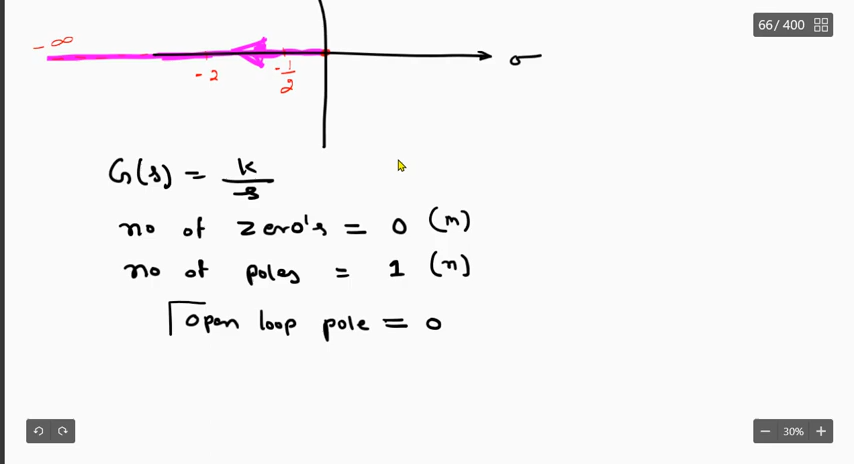 66 / 400
- ∞
σ
- 2
- 1/2
G(s) = k/s
no of zero's = 0 (m)
no of poles = 1 (n)
open loop pole = 0
30%